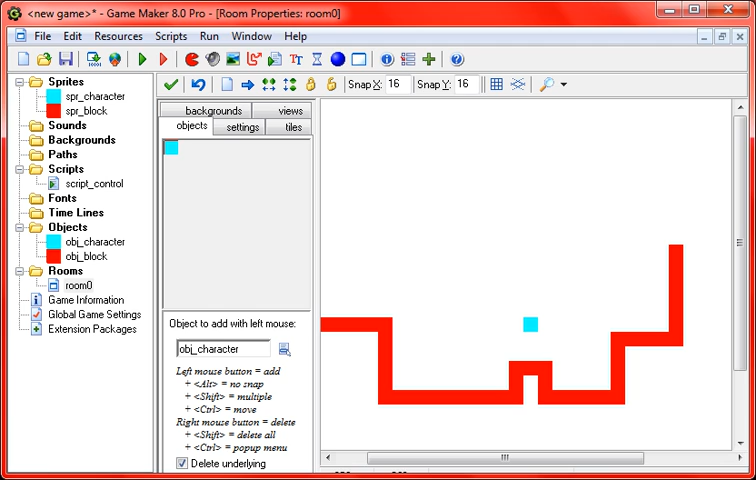 <new game>* - Game Maker 8.0 Pro - [Room Properties: room0]
File Edit Resources Scripts Run Window Help
Snap X: 16 Snap Y: 16
Sprites
spr_character
spr_block
Sounds
Backgrounds
Paths
Scripts
script_control
Fonts
Time Lines
Objects
obj_character
obj_block
Rooms
room0
Game Information
Global Game Settings
Extension Packages
backgrounds views
objects settings tiles
Object to add with left mouse:
obj_character
Left mouse button = add
+ <Alt> = no snap
+ <Shift> = multiple
+ <Ctrl> = move
Right mouse button = delete
+ <Shift> = delete all
+ <Ctrl> = popup menu
Delete underlying